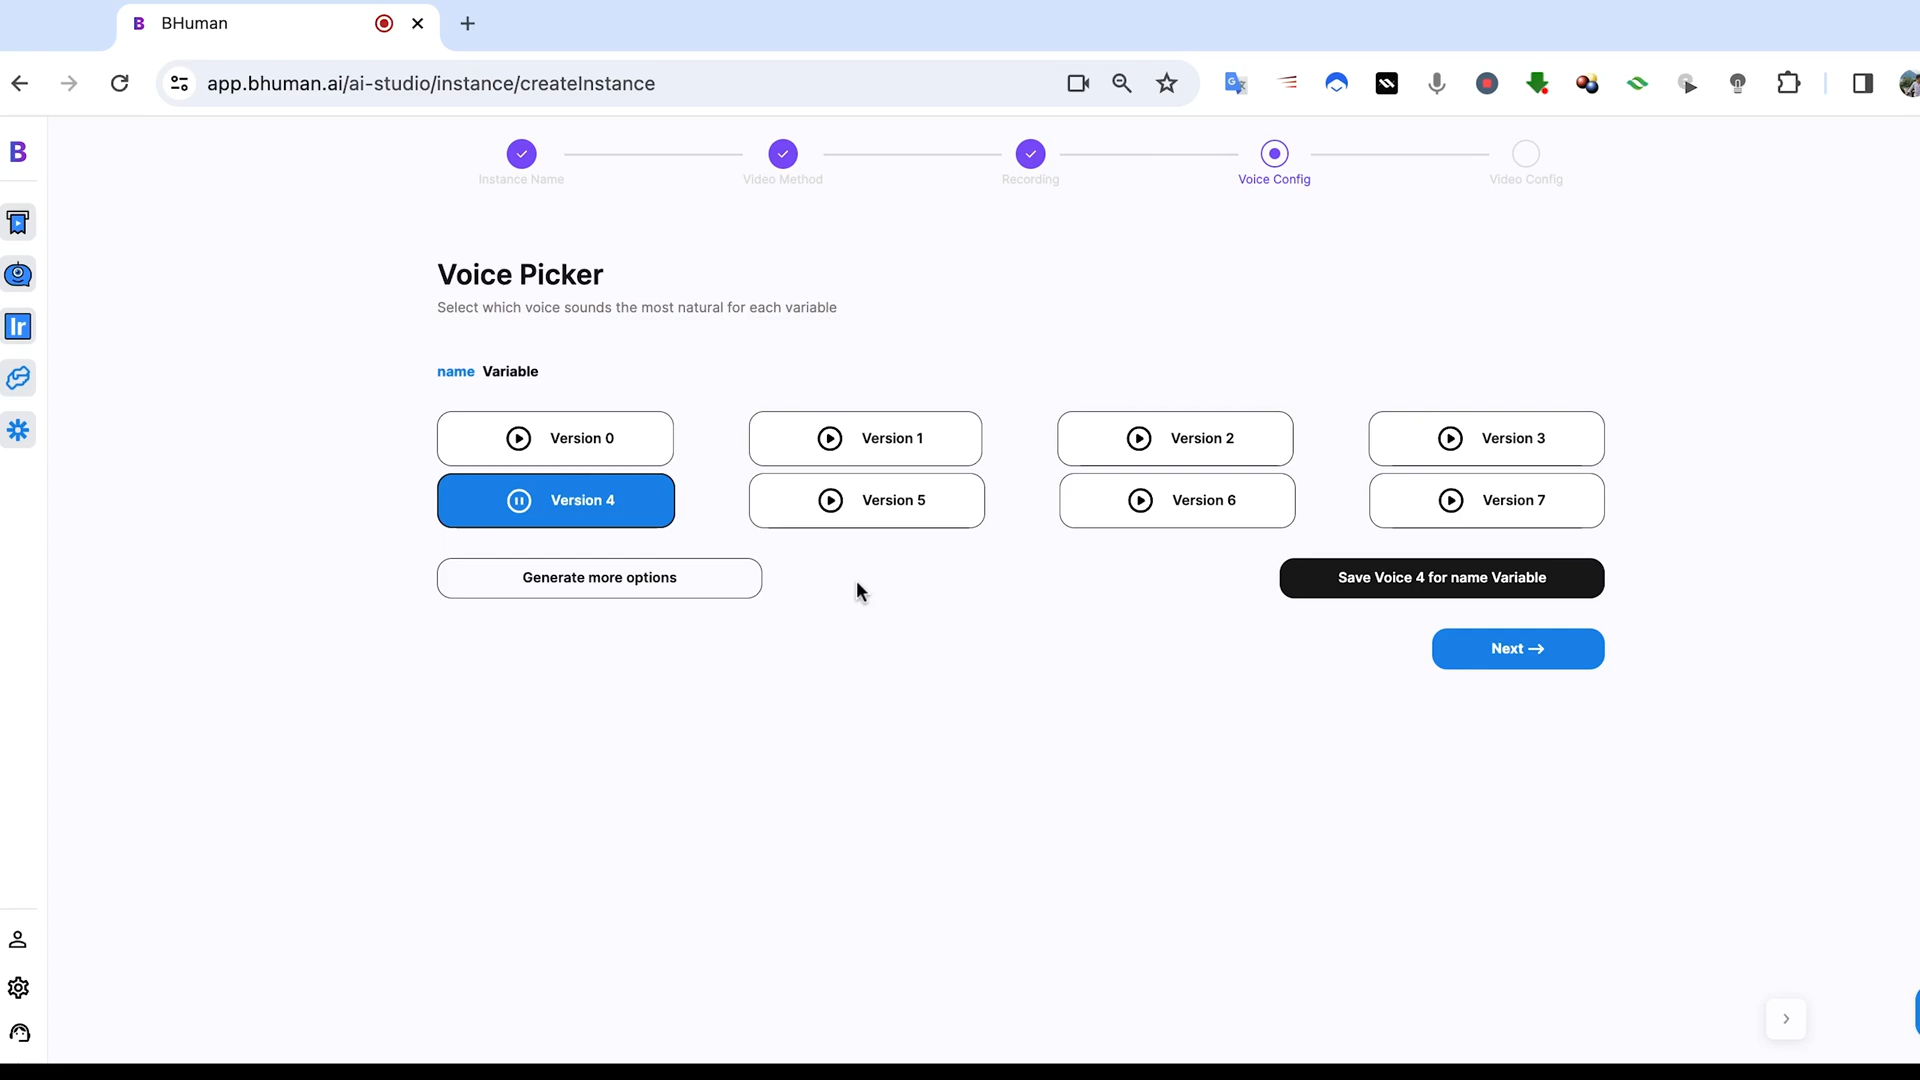 B BHuman
app.bhuman.ai/ai-studio/instance/createInstance
B
Instance Name Video Method Recording Voice Config Video Config
Voice Picker
Select which voice sounds the most natural for each variable
lr
name Variable
Version 0 Version 1 Version 2 Version 3
Version 4 Version 5 Version 6 Version 7
Generate more options Save Voice 4 for name Variable
Next →